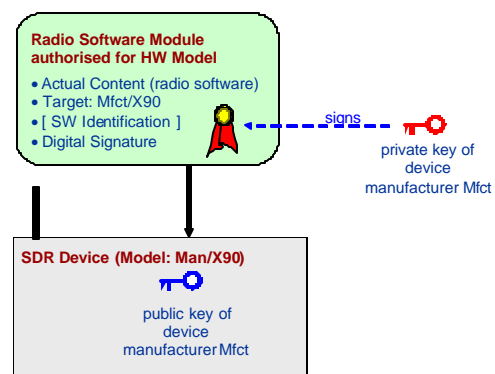 Radio Software Module
authorised for HW Model
• Actual Content (radio software)
• Target: Mfct/X90
• [ SW Identification ]
• Digital Signature
signs
private key of
device
manufacturer Mfct
SDR Device (Model: Man/X90)
public key of
device
manufacturer Mfct